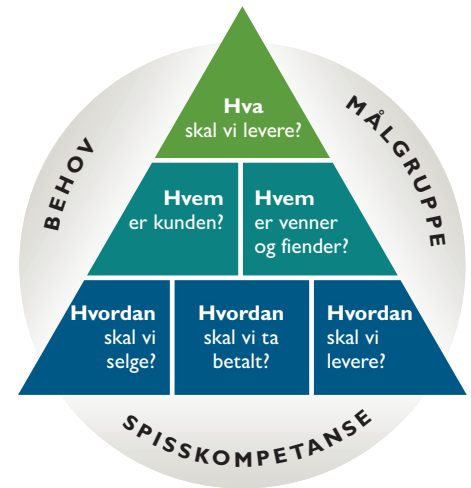 Hva
skal vi levere?
BEHOV
MÅLGRUPPE
Hvem
er kunden?
Hvem
er venner
og fiender?
Hvordan
skal vi
selge?
Hvordan
skal vi ta
betalt?
Hvordan
skal vi
levere?
SPISSKOMPETANSE